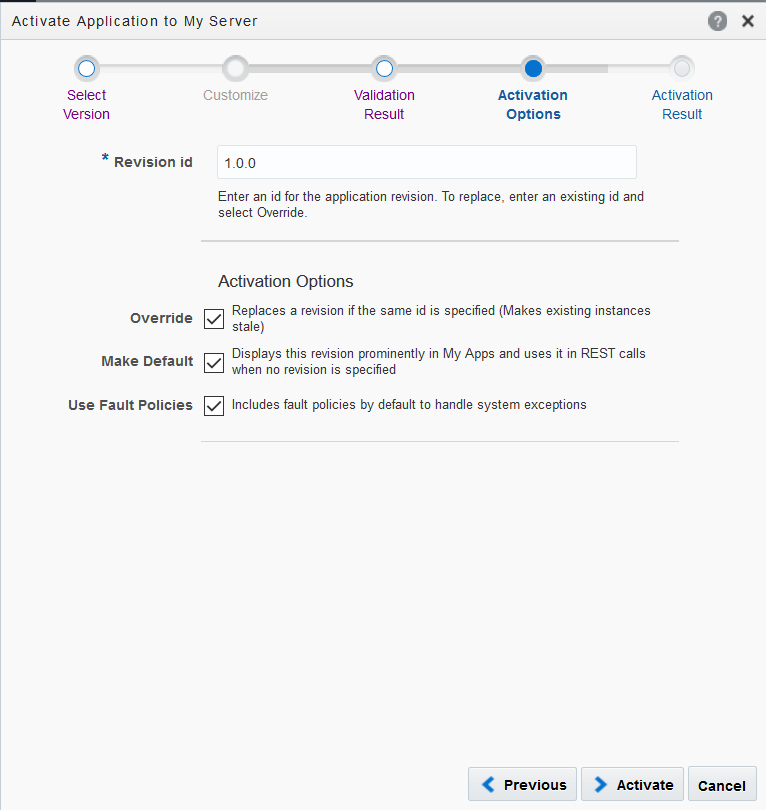 Activate Application to My Server
?
Select
Version
Customize
Validation
Result
Activation
Options
Activation
Result
* Revision id
1.0.0
Enter an id for the application revision. To replace, enter an existing id and
select Override.
Activation Options
Override
Replaces a revision if the same id is specified (Makes existing instances
stale)
Make Default
Displays this revision prominently in My Apps and uses it in REST calls
when no revision is specified
Use Fault Policies
Includes fault policies by default to handle system exceptions
Previous
Activate
Cancel